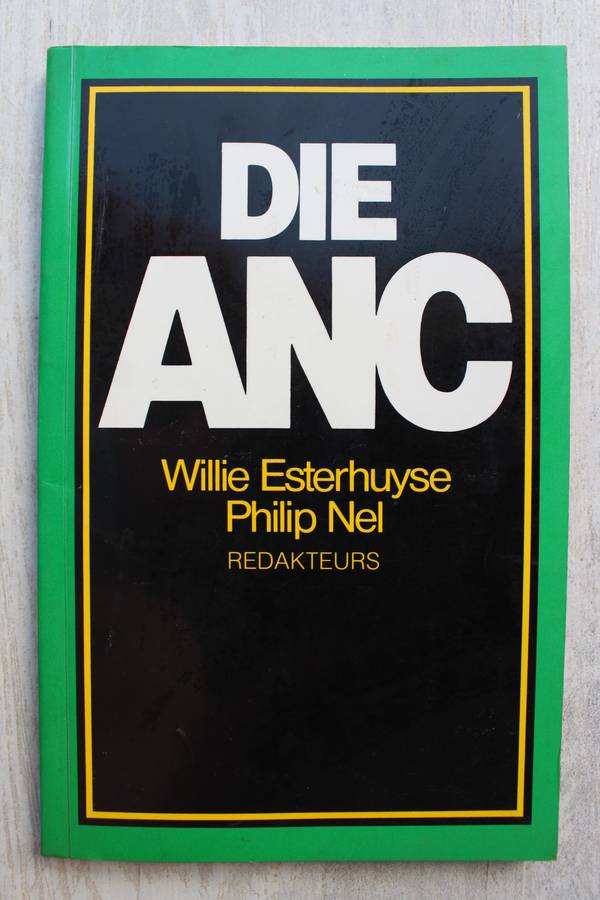 DIE
ANC
Willie Esterhuyse
Philip Nel
REDAKTEURS